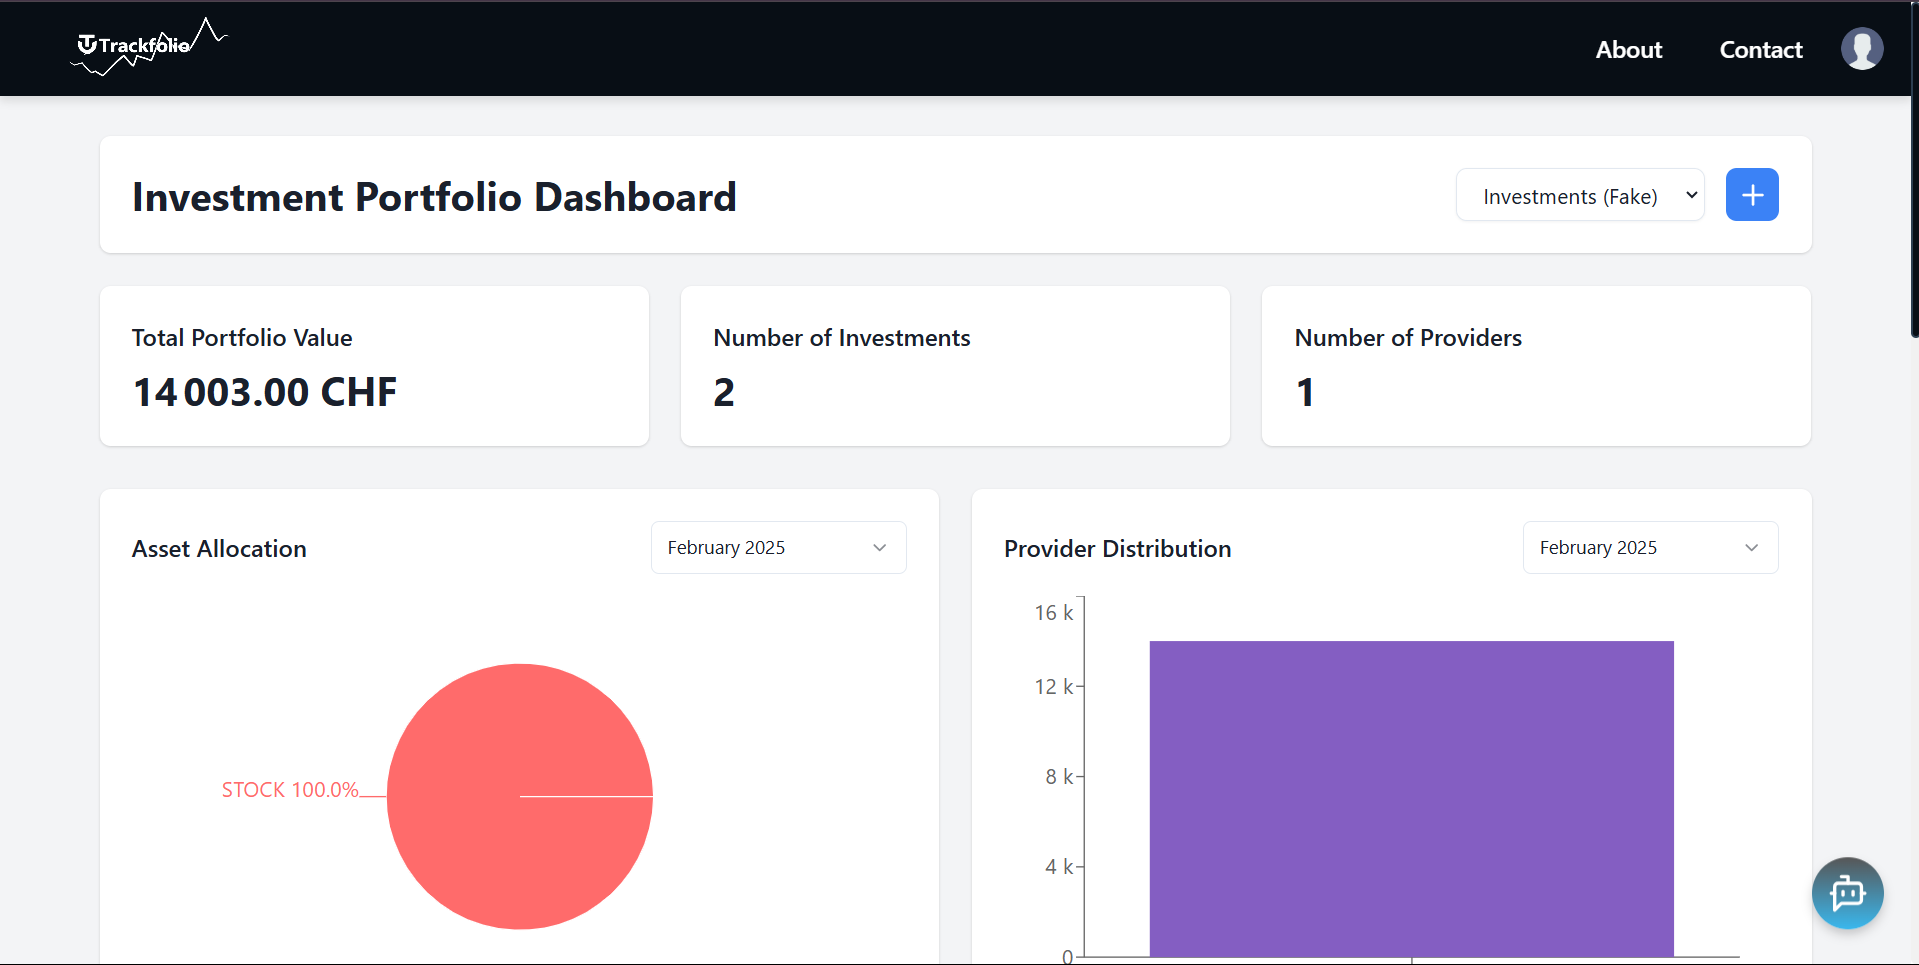 Trackfolio
About
Contact
Investment Portfolio Dashboard
Investments (Fake)
Total Portfolio Value
14 003.00 CHF
Number of Investments
2
Number of Providers
1
Asset Allocation
February 2025
STOCK 100.0%
Provider Distribution
February 2025
16 k
12 k
8 k
4 k
0